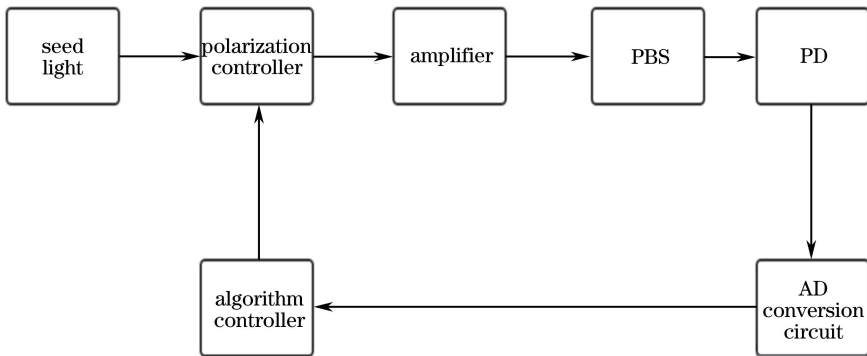 seed
light
polarization
controller
amplifier
PBS
PD
algorithm
controller
AD
conversion
circuit